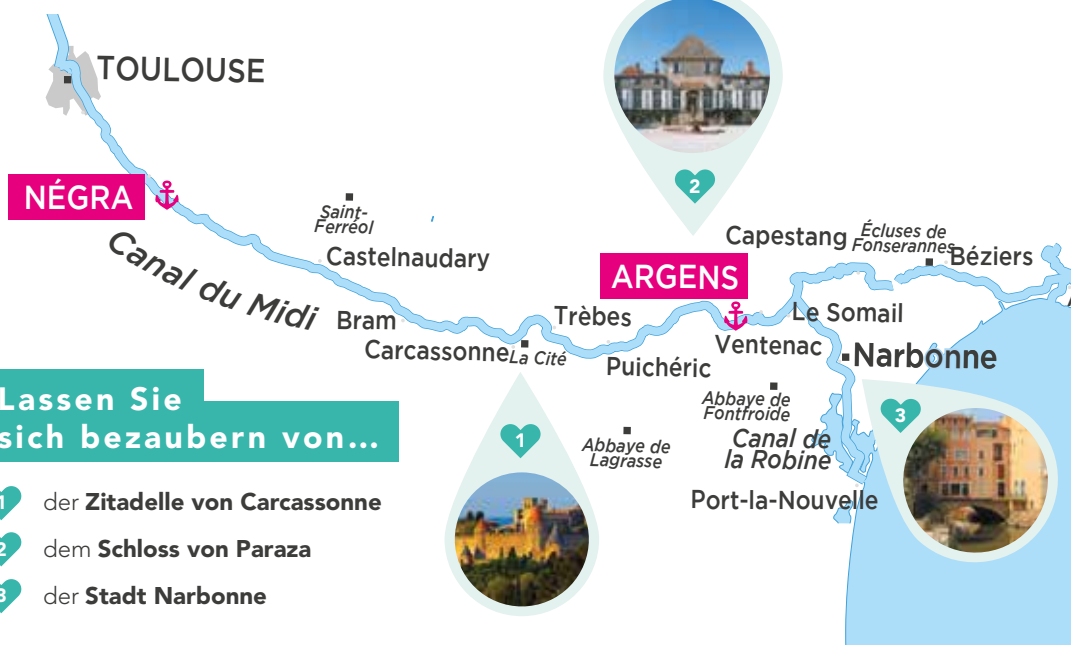 TOULOUSE
NÉGRA
Saint-
Ferréol
Castelnaudary
Canal du Midi
Bram
Carcassonne
La Cité
Trèbes
Puichéric
2
ARGENS
Capestang
Écluses de
Fonserannes
Béziers
Le Somail
Ventenac
Narbonne
Abbaye de
Fontfroide
Abbaye de
Lagrasse
Canal de
la Robine
Port-la-Nouvelle
1
3
Lassen Sie
sich bezaubern von...
1 der Zitadelle von Carcassonne
2 dem Schloss von Paraza
3 der Stadt Narbonne